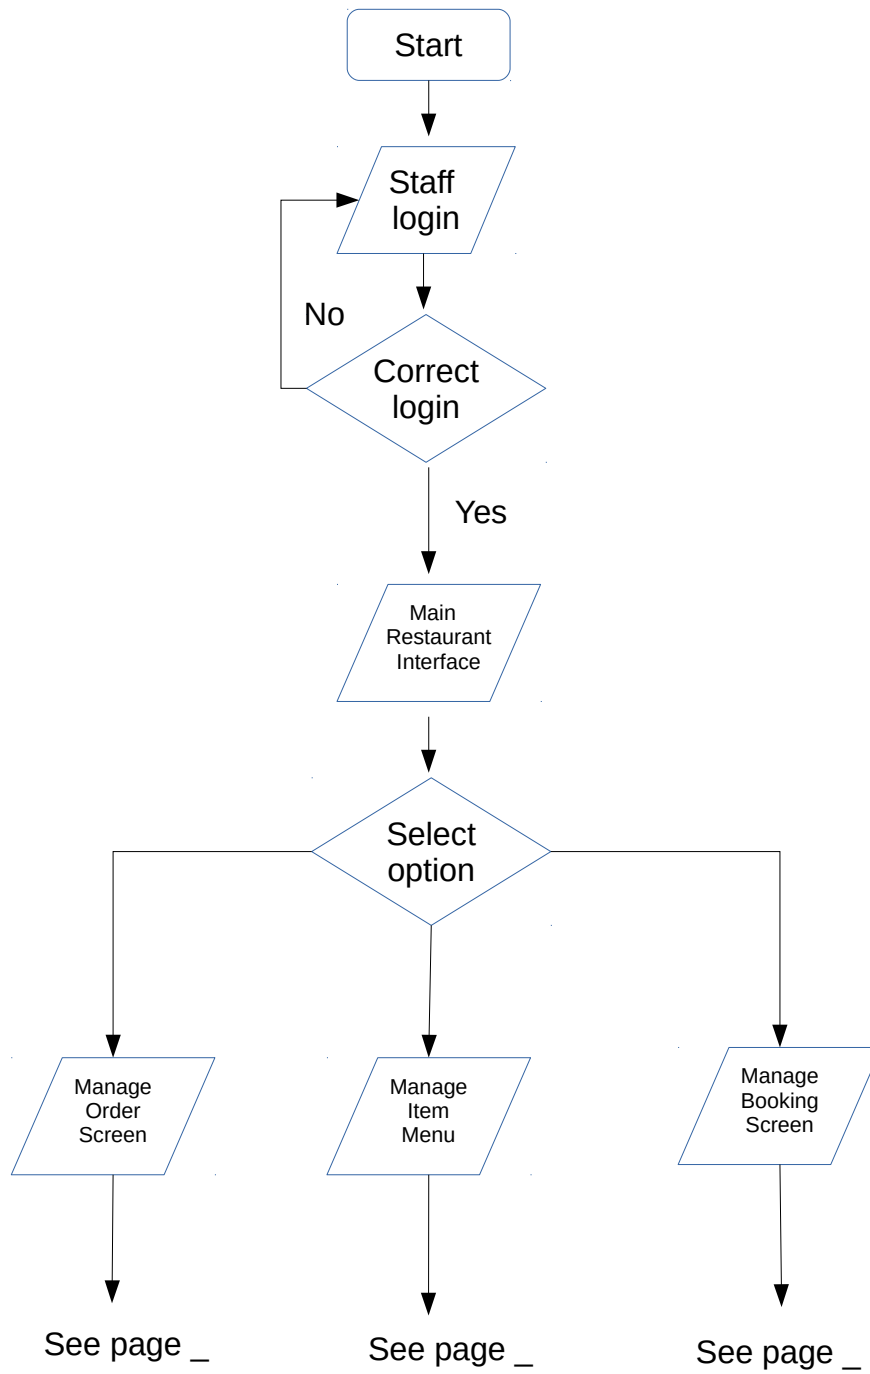 Start
Staff
login
No
Correct
login
Yes
Main
Restaurant
Interface
Select
option
Manage
Order
Screen
Manage
Item
Menu
Manage
Booking
Screen
See page _
See page _
See page _